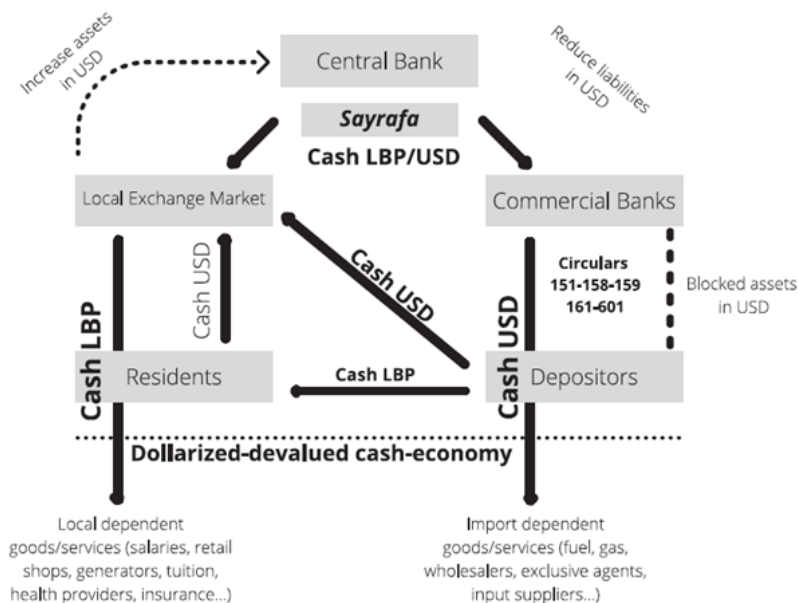 Increase assets
in USD
Central Bank
Reduce liabilities
in USD
Sayrafa
Cash LBP/USD
Local Exchange Market
Commercial Banks
Cash USD
Cash USD
Circulars
151-158-159
161-601
Blocked assets
in USD
Cash LBP
Cash USD
Residents
Cash LBP
Depositors
Dollarized-devalued cash-economy
Local dependent
goods/services (salaries, retail
shops, generators, tuition,
health providers, insurance...)
Import dependent
goods/services (fuel, gas,
wholesalers, exclusive agents,
input suppliers...)